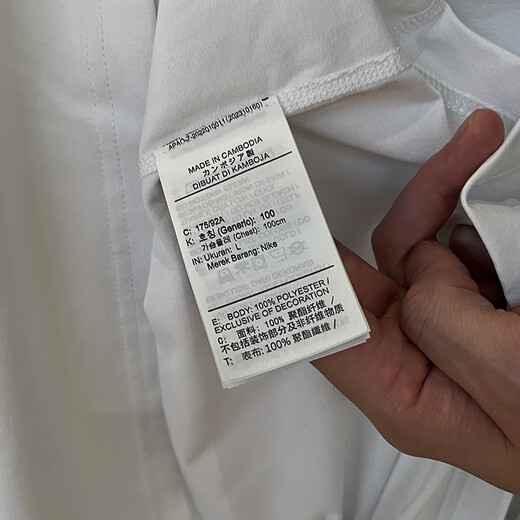 MADE IN CAMBODIA
カンボジア製
DIBUAT DI KAMBOJA
C: 175/92A
K: 호칭 (Generic): 100
가슴둘레 (Chest): 100cm
IN: Ukuran: L
Merek Barang: Nike
E: BODY: 100% POLYESTER/
EXCLUSIVE OF DECORATION
0: 面料: 100% 聚酯纤维/
不包括装饰部分及非纤维物质
T: 表布: 100% 聚酯纖維/